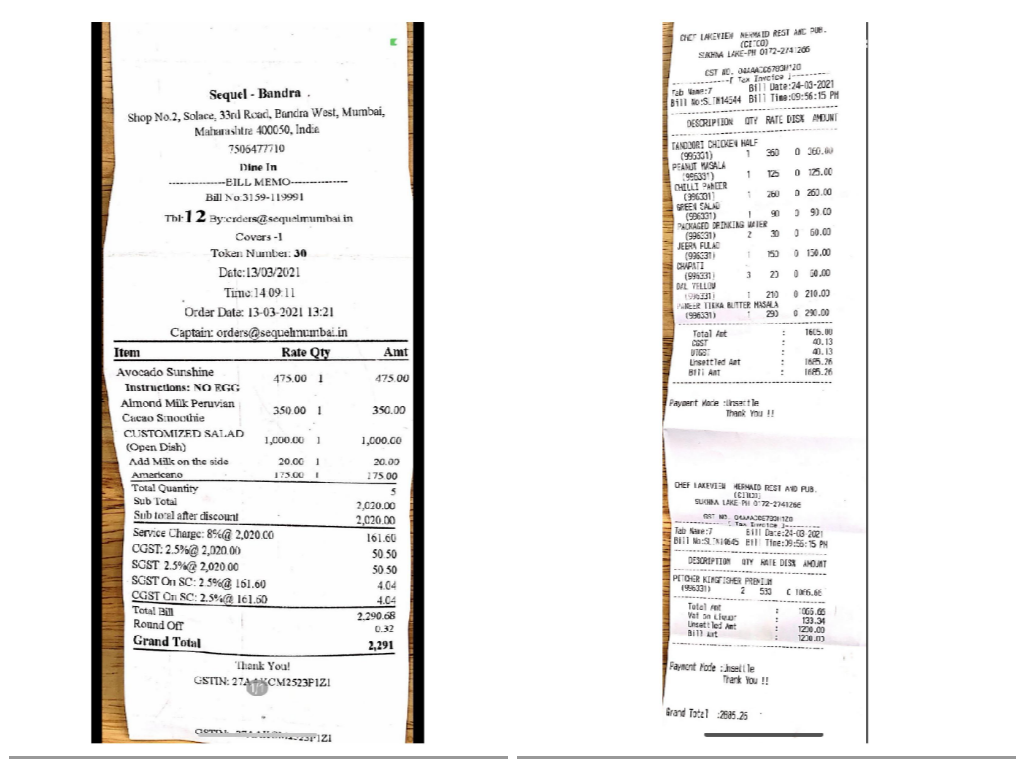 Sequel - Bandra .
Shop No.2, Solace, 33rd Road, Bandra West, Mumbai,
Maharashtra 400050, India
7506477710
Dine In
---------------BILL MEMO---------------
Bill No:3159-119991
Tbl:12 By:orders@sequelmumbai.in
Covers -1
Token Number: 30
Date:13/03/2021
Time:14 09:11
Order Date: 13-03-2021 13:21
Captain: orders@sequelmumbai.in
Item Rate Qty Amt
Avocado Sunshine 475.00 1 475.00
Instructions: NO EGG
Almond Milk Peruvian 350.00 1 350.00
Cacao Smoothie
CUSTOMIZED SALAD 1,000.00 1 1,000.00
(Open Dish)
Add Milk on the side 20.00 1 20.00
Americano 175.00 1 175.00
Total Quantity 5
Sub Total 2,020.00
Sub total after discount 2,020.00
Service Charge: 8%@ 2,020.00 161.60
CGST: 2.5%@ 2,020.00 50.50
SGST 2.5%@ 2,020.00 50.50
SGST On SC: 2.5%@ 161.60 4.04
CGST On SC: 2.5%@ 161.60 4.04
Total Bill 2,290.68
Round Off 0.32
Grand Total 2,291
Thank You!
CHEF LAKEVIEW MERMAID REST AND PUB.
(CITCO)
SUKHNA LAKE-PH 0172-2741266
GST NO.
[ Tax Invoice ]
Tab Name:7 Bill Date:24-03-2021
Bill Time:09:56:15 PM
DESCRIPTION QTY RATE DIS% AMOUNT
TANDOORI CHICKEN HALF
(996331) 1 360 0 360.00
PEANUT MASALA
(996331) 1 125 0 125.00
CHILLI PANEER
(996331) 1 260 0 260.00
GREEN SALAD
(996331) 1 90 0 90.00
PACKAGED DRINKING WATER
(996331) 2 30 0 60.00
JEERA PULAO
(996331) 1 150 0 150.00
CHAPATI
(996331) 3 20 0 60.00
DAL YELLOW
(996331) 1 210 0 210.00
PANEER TIKKA BUTTER MASALA
(996331) 1 290 0 290.00
Total Amt : 1605.00
CGST : 40.13
UTGST : 40.13
Unsettled Amt : 1685.26
Bill Amt : 1685.26
Payment Mode :Unsettle
Thank You !!
CHEF LAKEVIEW MERMAID REST AND PUB.
(CITCO)
SUKHNA LAKE-PH 0172-2741266
GST NO.
[ Tax Invoice ]
Tab Name:7 Bill Date:24-03-2021
Bill Time:09:56:15 PM
DESCRIPTION QTY RATE DIS% AMOUNT
PITCHER KINGFISHER PREMIUM
(996331) 2 533 0 1066.66
Total Amt : 1066.66
Vat on Liquor : 133.34
Unsettled Amt : 1200.00
Bill Amt : 1200.00
Payment Mode :Unsettle
Thank You !!
Grand Total :2885.26